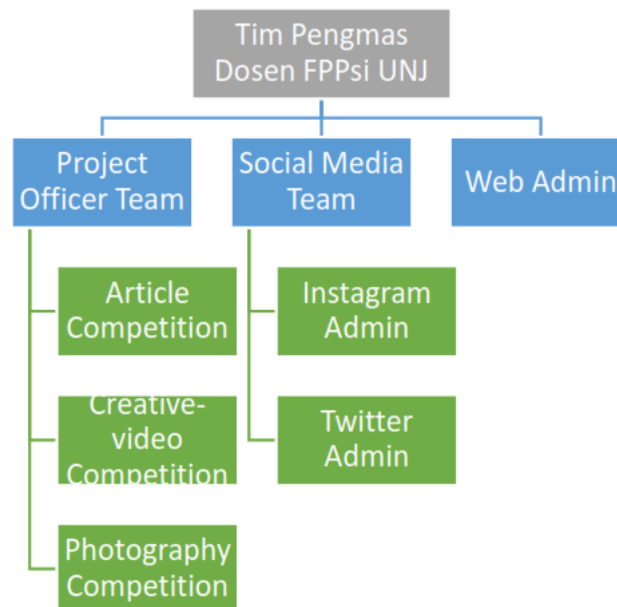 Tim Pengmas
Dosen FPPsi UNJ
Project
Officer Team
Social Media
Team
Web Admin
Article
Competition
Creative-
video
Competition
Photography
Competition
Instagram
Admin
Twitter
Admin